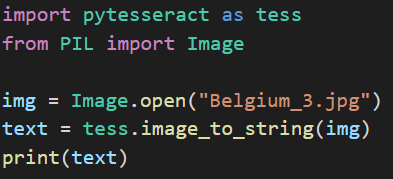 import pytesseract as tess
from PIL import Image
img = Image.open("Belgium_3.jpg")
text = tess.image_to_string(img)
print(text)